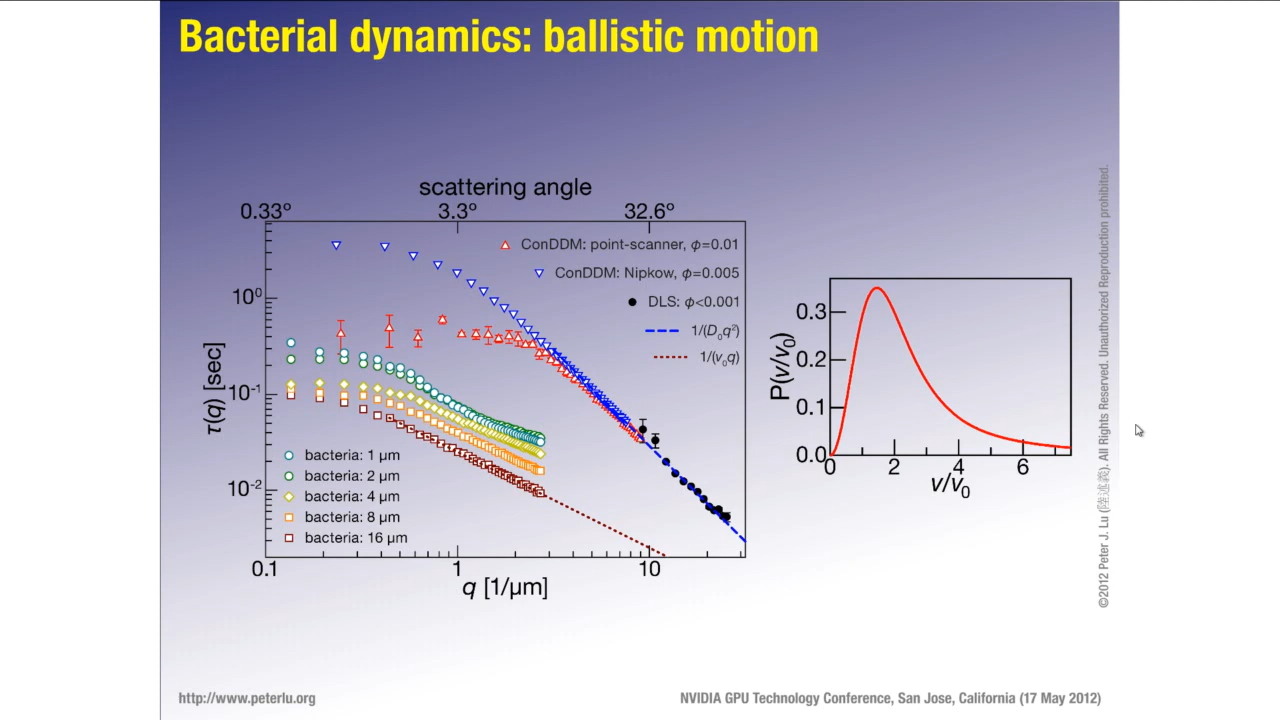 Bacterial dynamics: ballistic motion
scattering angle
0.33° 3.3° 32.6°
ConDDM: point-scanner, ϕ=0.01
ConDDM: Nipkow, ϕ=0.005
DLS: ϕ<0.001
1/(D₀q²)
1/(v₀q)
τ(q) [sec]
10⁰
10⁻¹
10⁻²
bacteria: 1 µm
bacteria: 2 µm
bacteria: 4 µm
bacteria: 8 µm
bacteria: 16 µm
0.1 1 10
q [1/µm]
P(v/v₀)
0.3
0.2
0.1
0.0
0 2 4 6
v/v₀
©2012 Peter J. Lu (陸述義). All Rights Reserved. Unauthorized Reproduction prohibited.
http://www.peterlu.org
NVIDIA GPU Technology Conference, San Jose, California (17 May 2012)